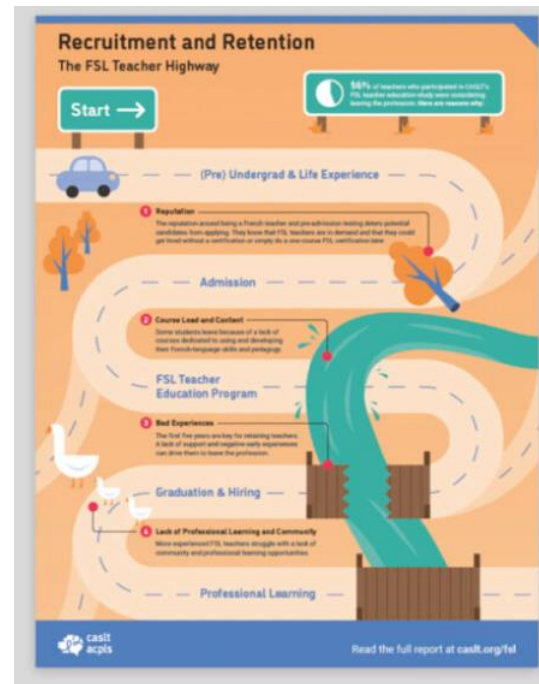 Recruitment and Retention
The FSL Teacher Highway
Start
56% of teachers who participated in CASLT's
FSL teacher education study were considering
leaving the profession. Here are reasons why:
(Pre) Undergrad & Life Experience
1 Reputation
The reputation around being a French teacher and pre-admission testing deters potential
candidates from applying. They know that FSL teachers are in demand and that they could
get hired without a certification or simply do a one-course FSL certification later.
Admission
2 Course Load and Content
Some students leave because of a lack of
courses dedicated to using and developing
their French-language skills and pedagogy.
FSL Teacher
Education Program
3 Bad Experiences
The first five years are key for retaining teachers.
A lack of support and negative early experiences
can drive them to leave the profession.
Graduation & Hiring
4 Lack of Professional Learning and Community
More experienced FSL teachers struggle with a lack of
community and professional learning opportunities.
Professional Learning
caslt
acpls
Read the full report at caslt.org/fsl